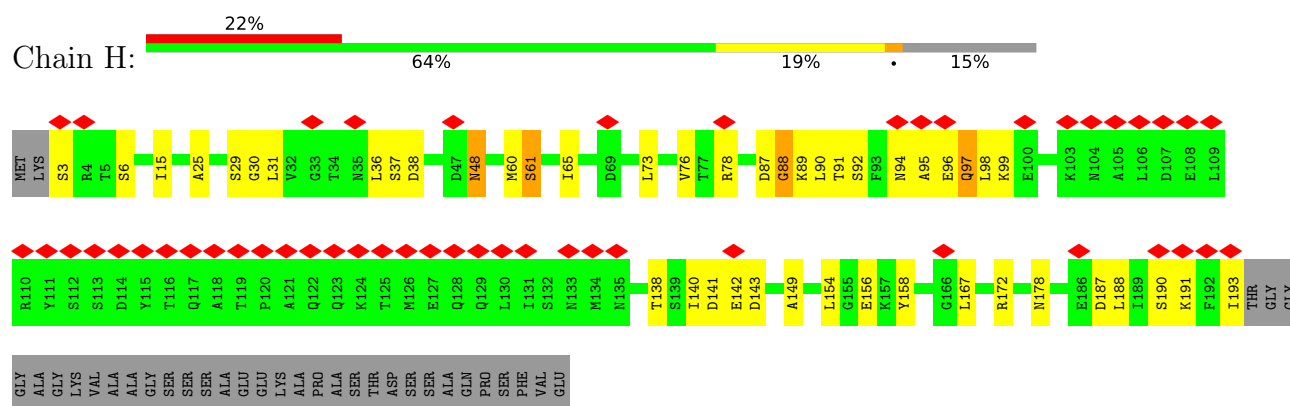 22%
Chain H:
64% 19% • 15%
MET LYS S3 R4 T5 S6 I15 A25 S29 G30 L31 V32 G33 T34 N35 L36 S37 D38 D47 N48 M60 S61 I65 D69 L73 V76 T77 R78 D87 G88 K89 L90 T91 S92 F93 N94 A95 E96 Q97 L98 K99 E100 K103 N104 A105 L106 D107 E108 L109
R110 Y111 S112 S113 D114 Y115 T116 Q117 A118 T119 P120 A121 Q122 Q123 K124 T125 M126 E127 Q128 Q129 L130 I131 S132 N133 M134 N135 T138 S139 I140 D141 E142 D143 A149 L154 G155 E156 K157 Y158 G166 L167 R172 N178 E186 D187 L188 I189 S190 K191 F192 I193 THR GLY GLY
GLY ALA GLY LYS VAL ALA ALA GLY SER SER SER ALA GLU GLU LYS ALA PRO ALA SER THR ASP SER SER ALA GLN PRO SER PHE VAL GLU